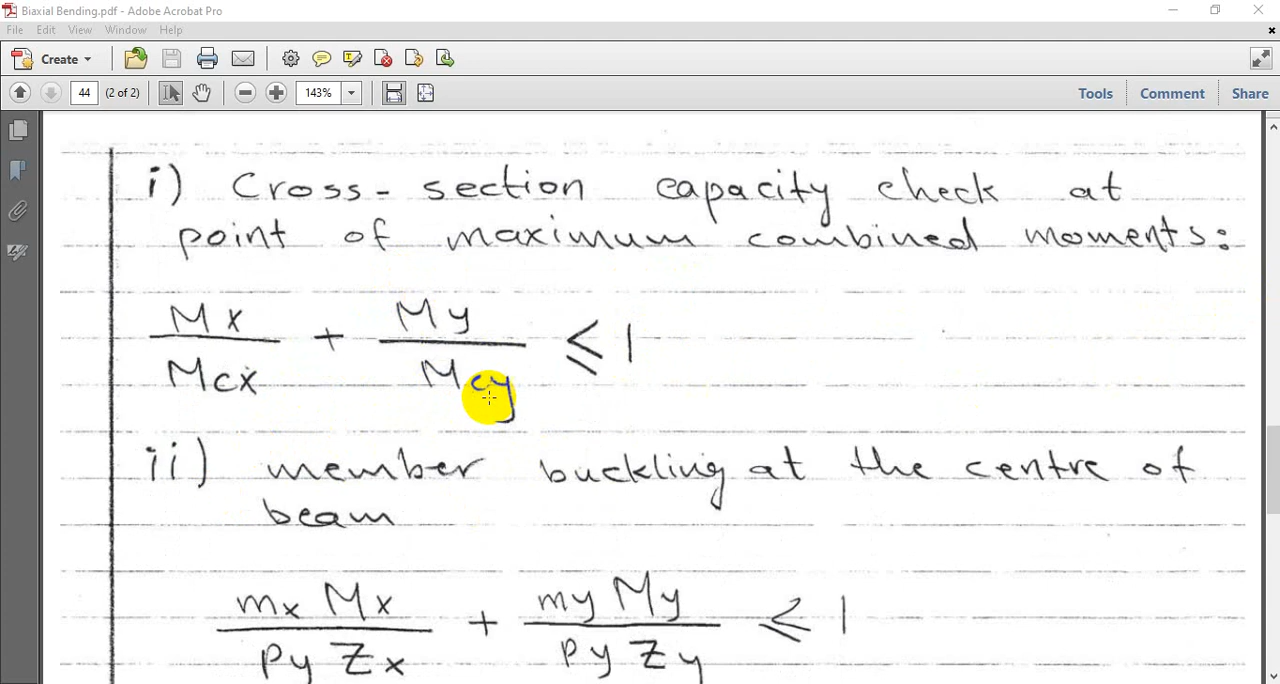 Biaxial Bending.pdf - Adobe Acrobat Pro
File Edit View Window Help
Create
44 (2 of 2) 143% Tools Comment Share
i) Cross-section capacity check at
point of maximum combined moments:
Mx/Mcx + My/Mcy ≤ 1
ii) member buckling at the centre of
beam
mx Mx/Py Zx + my My/Py Zy ≤ 1